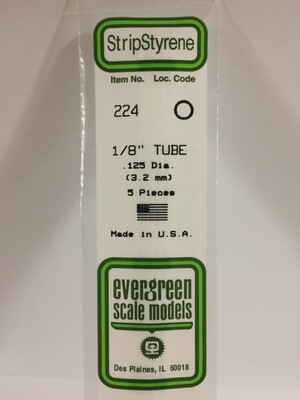 StripStyrene
Item No. Loc. Code
224
1/8" TUBE
.125 Dia.
(3.2 mm)
5 Pieces
Made in U.S.A.
evergreen
scale models
Des Plaines, IL 60018